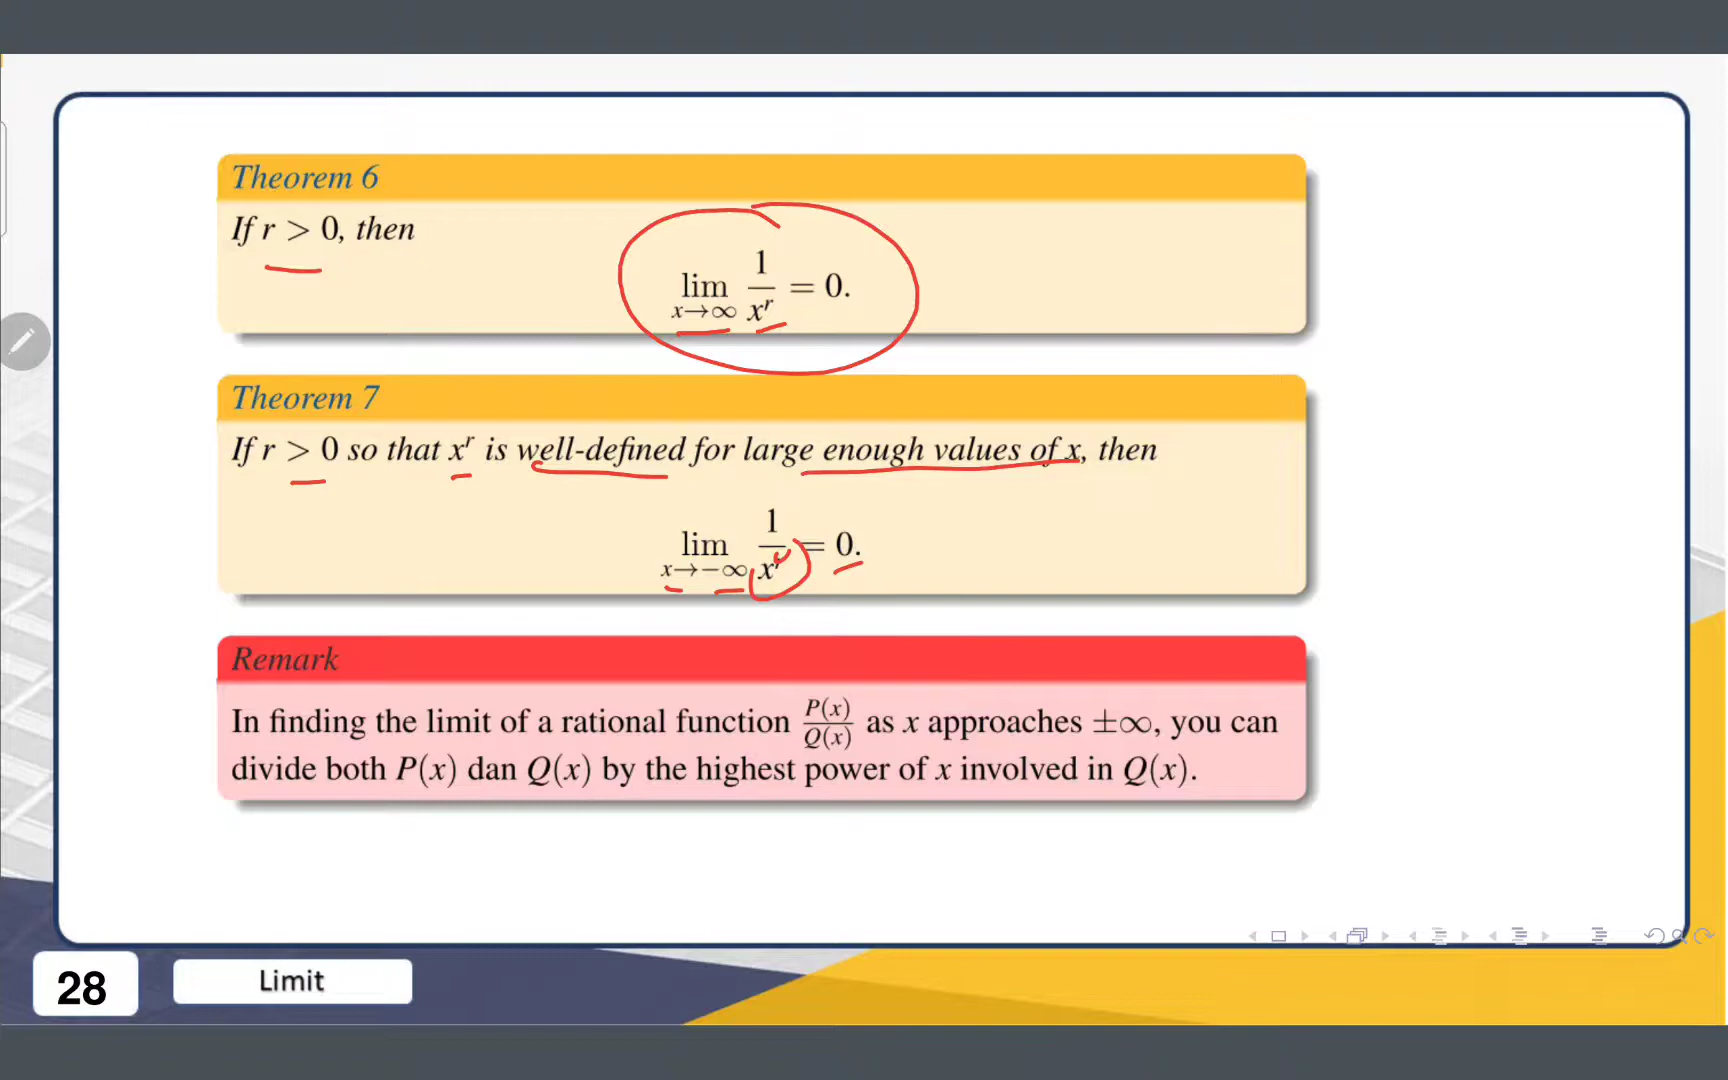 Theorem 6
If r > 0, then
lim x→∞ 1/x^r = 0.
Theorem 7
If r > 0 so that x^r is well-defined for large enough values of x, then
lim x→−∞ 1/x^r = 0.
Remark
In finding the limit of a rational function P(x)/Q(x) as x approaches ±∞, you can
divide both P(x) dan Q(x) by the highest power of x involved in Q(x).
28
Limit